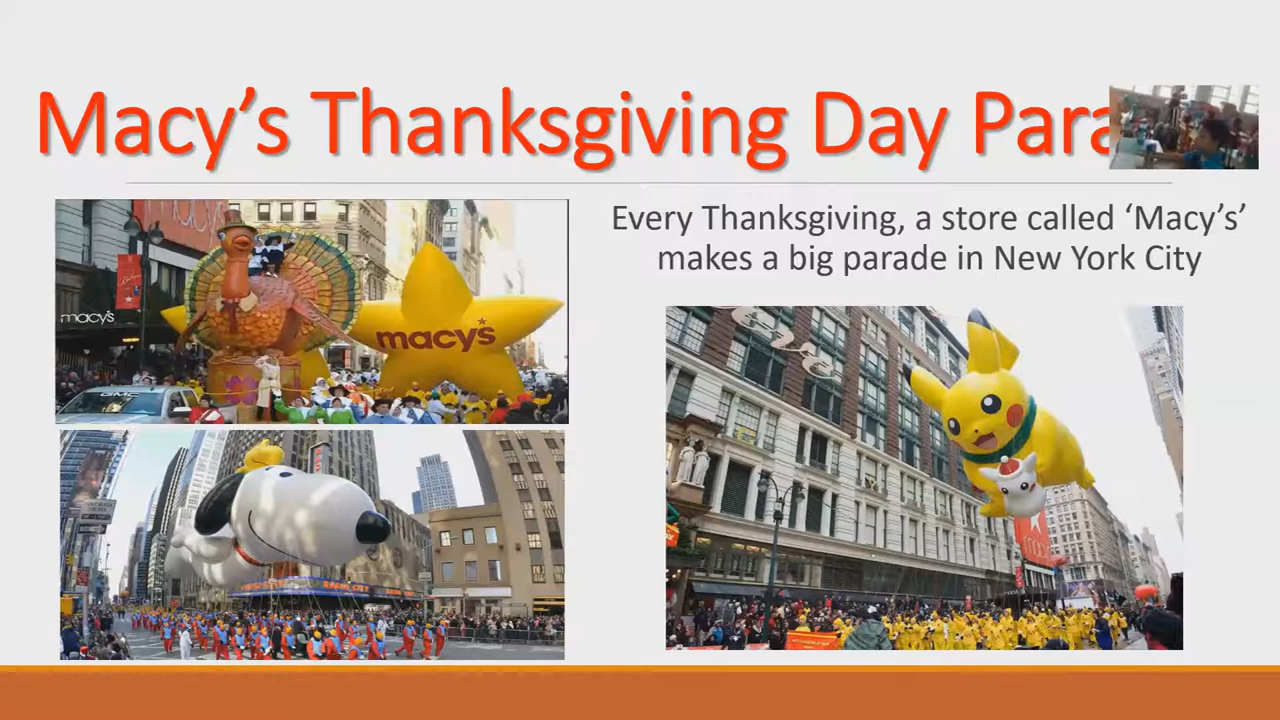 Macy's Thanksgiving Day Para
Every Thanksgiving, a store called 'Macy's'
makes a big parade in New York City
macy's
macy's
GMC
RADIO CITY